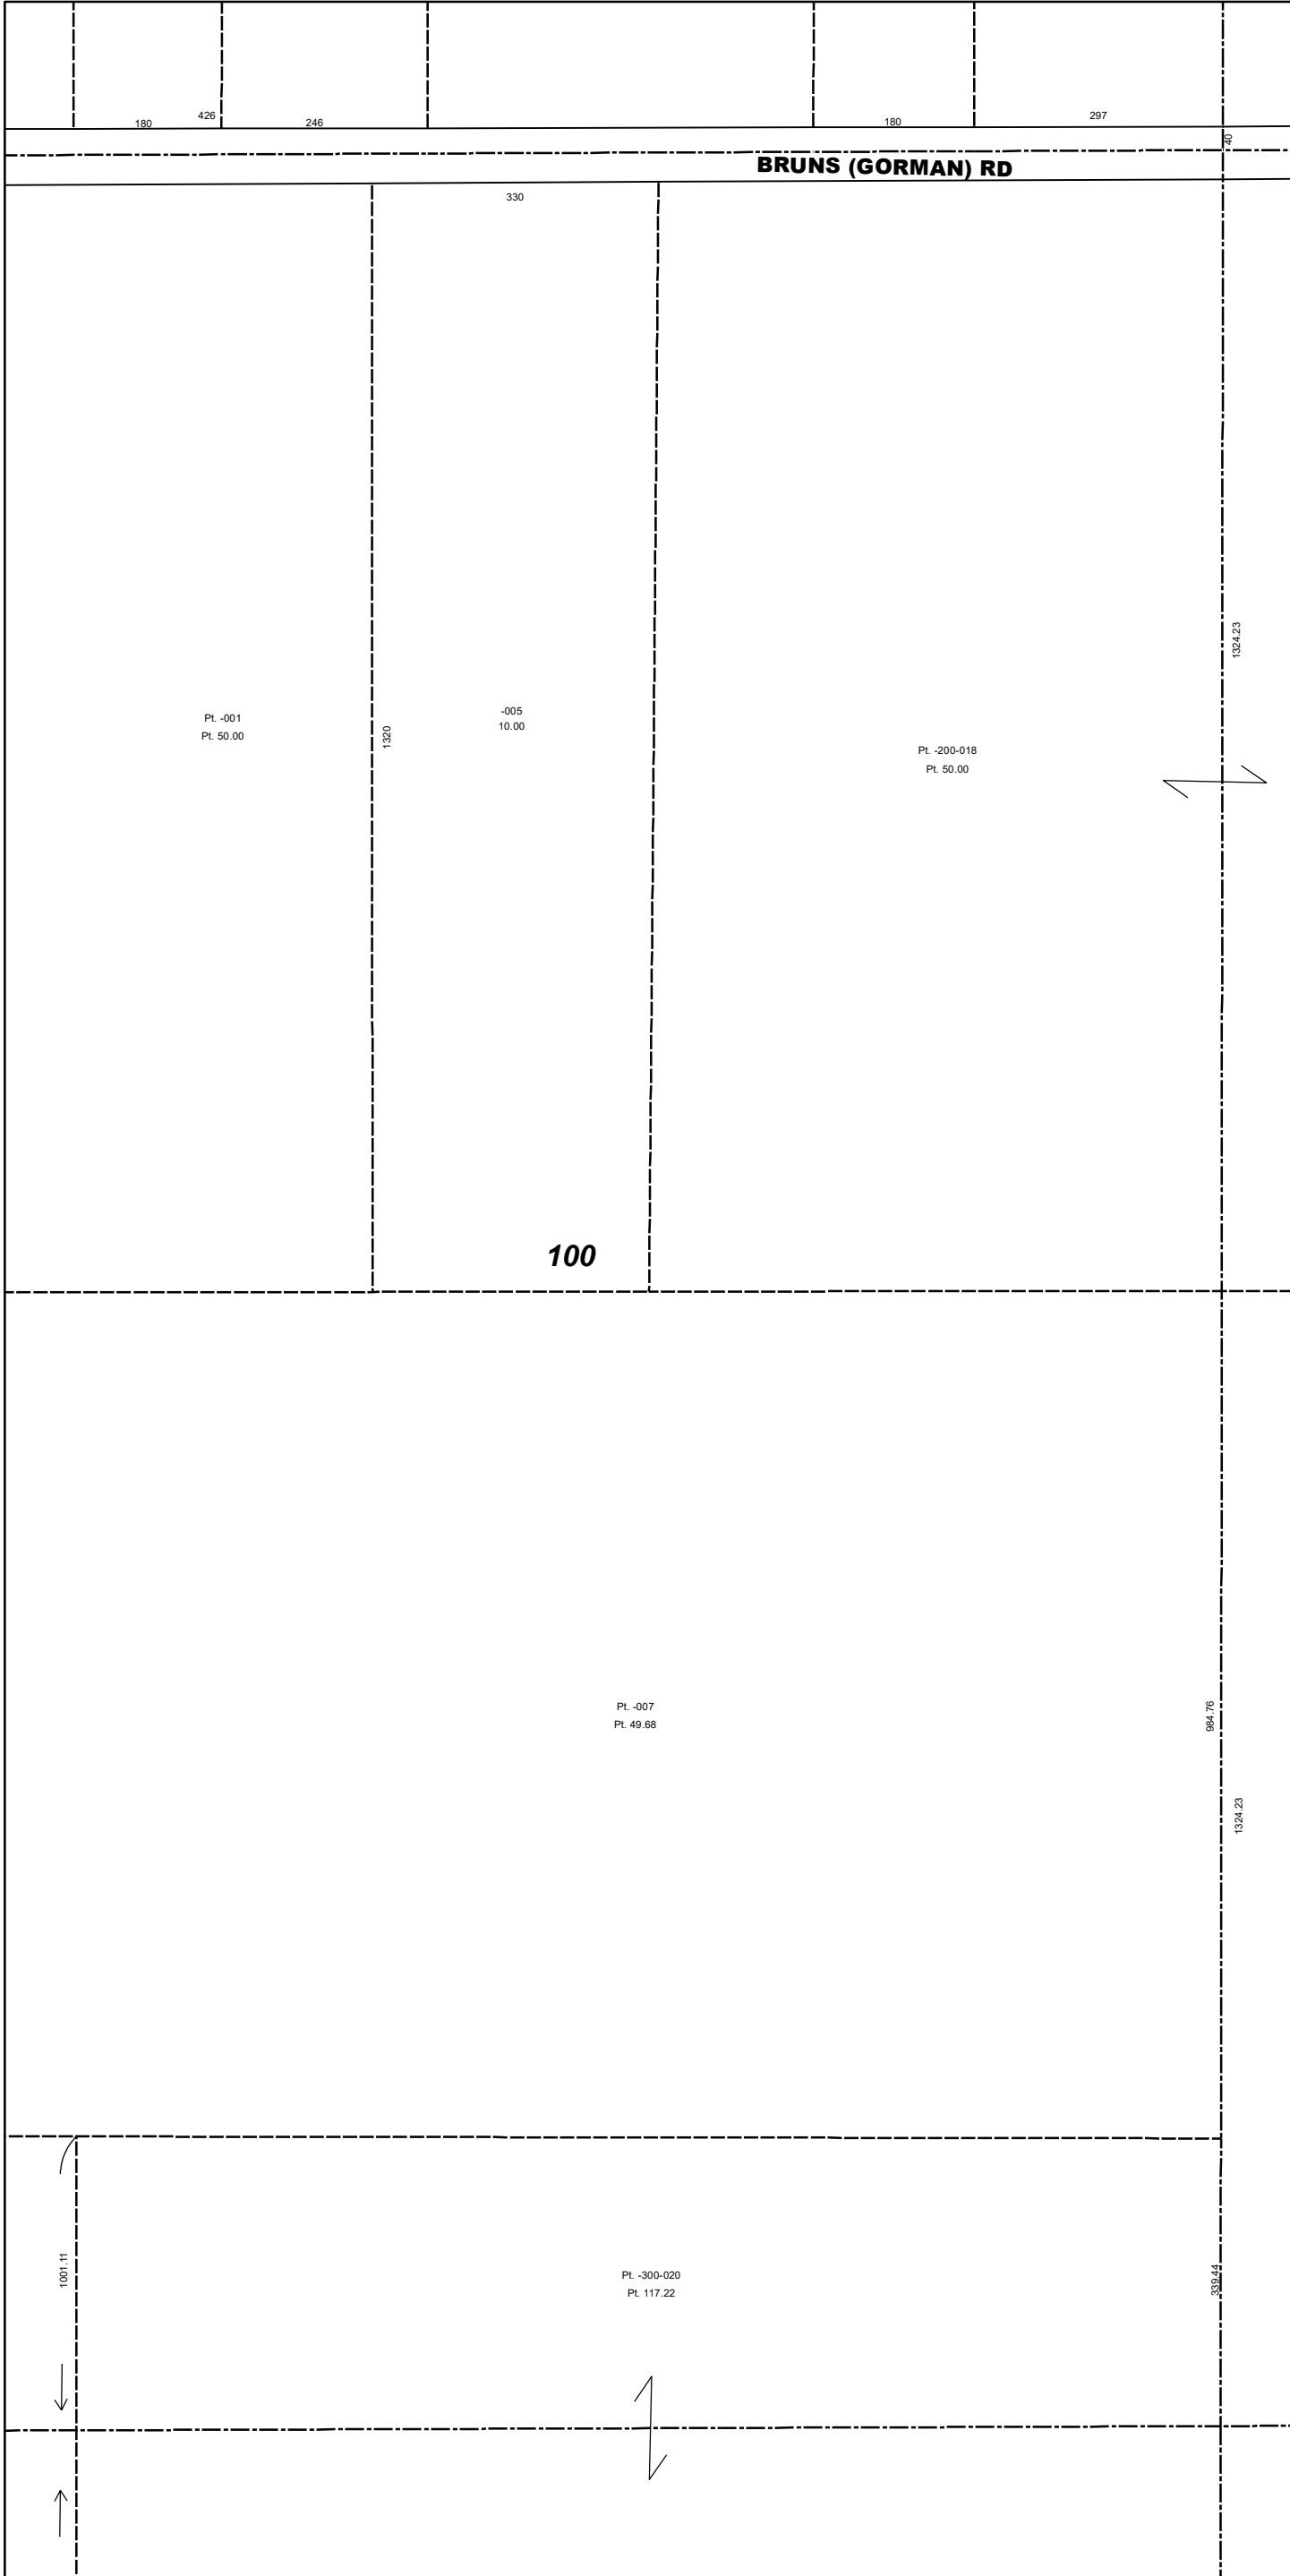 426
180
246
180
297
40
BRUNS (GORMAN) RD
330
1324.23
Pt. -001
Pt. 50.00
1320
-005
10.00
Pt. -200-018
Pt. 50.00
100
Pt. -007
Pt. 49.68
984.76
1324.23
1001.11
Pt. -300-020
Pt. 117.22
339.44